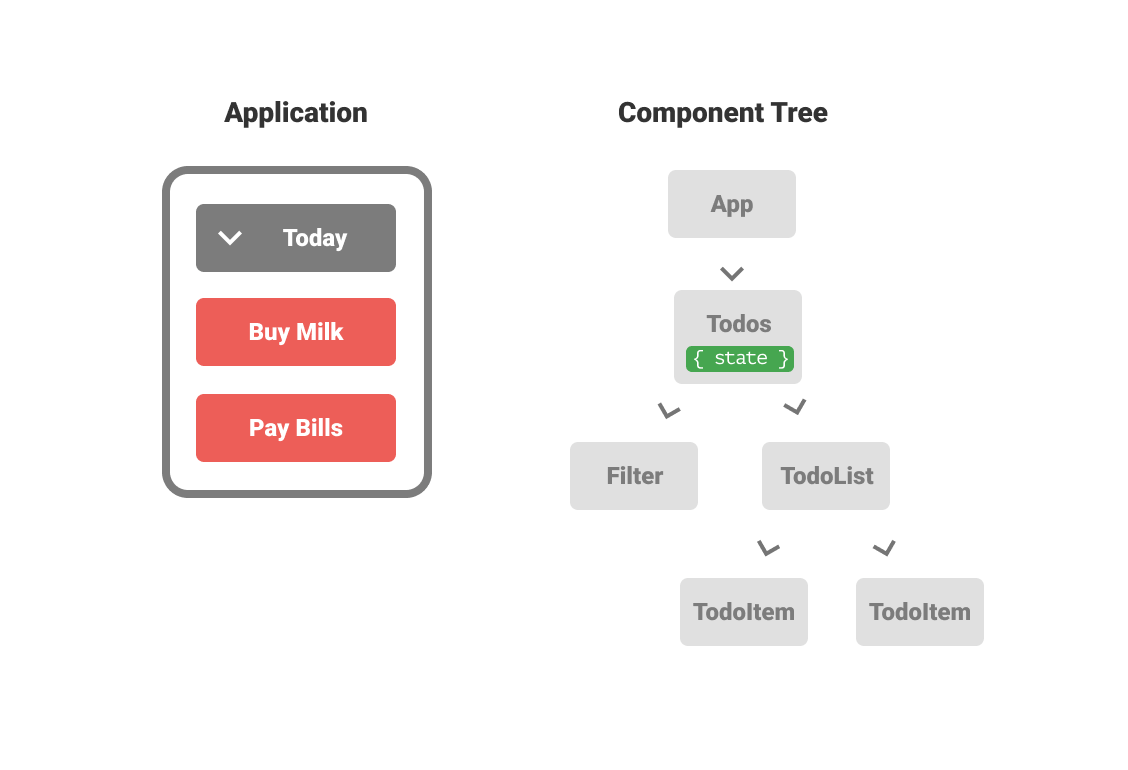 Application
Today
Buy Milk
Pay Bills
Component Tree
App
Todos
{ state }
Filter
TodoList
TodoItem
TodoItem